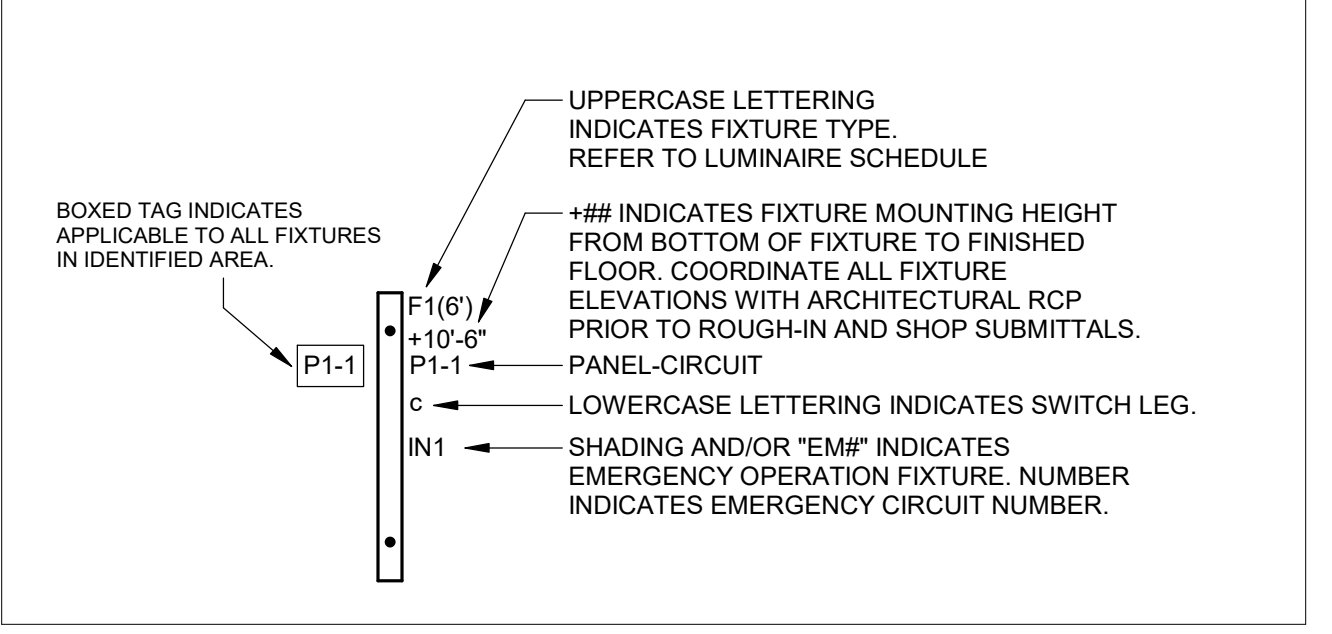 UPPERCASE LETTERING
INDICATES FIXTURE TYPE.
REFER TO LUMINAIRE SCHEDULE
BOXED TAG INDICATES
APPLICABLE TO ALL FIXTURES
IN IDENTIFIED AREA.
+## INDICATES FIXTURE MOUNTING HEIGHT
FROM BOTTOM OF FIXTURE TO FINISHED
FLOOR. COORDINATE ALL FIXTURE
ELEVATIONS WITH ARCHITECTURAL RCP
PRIOR TO ROUGH-IN AND SHOP SUBMITTALS.
F1(6')
+10'-6"
P1-1
P1-1
PANEL-CIRCUIT
c
LOWERCASE LETTERING INDICATES SWITCH LEG.
IN1
SHADING AND/OR "EM#" INDICATES
EMERGENCY OPERATION FIXTURE. NUMBER
INDICATES EMERGENCY CIRCUIT NUMBER.